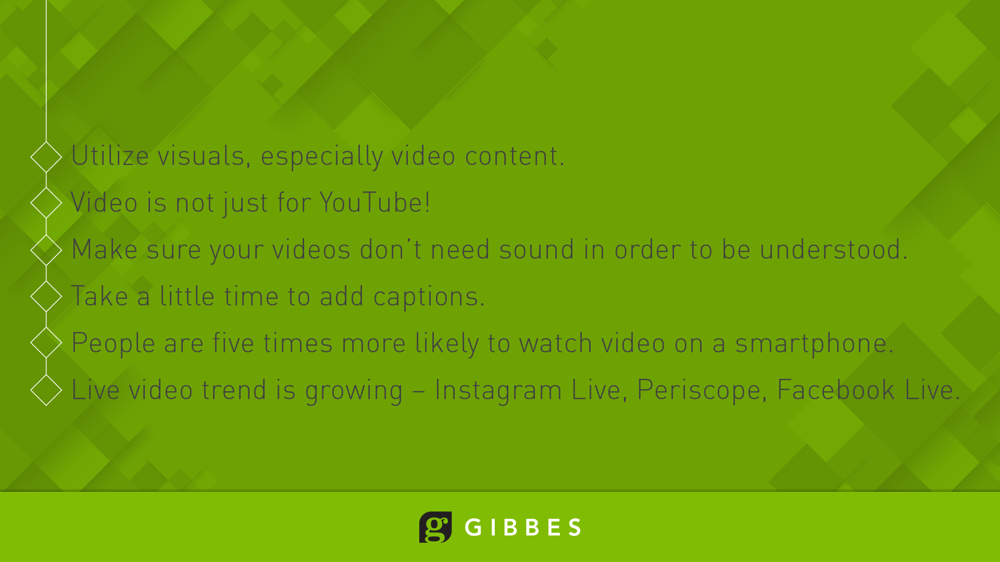 Utilize visuals, especially video content.
Video is not just for YouTube!
Make sure your videos don’t need sound in order to be understood.
Take a little time to add captions.
People are five times more likely to watch video on a smartphone.
Live video trend is growing – Instagram Live, Periscope, Facebook Live.
g GIBBES